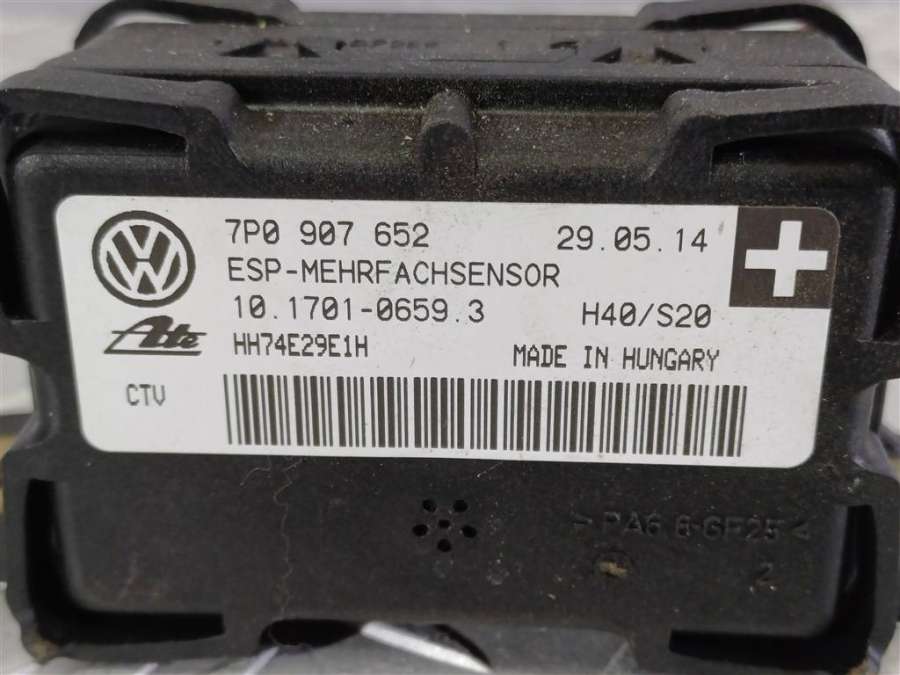 7P0 907 652 29.05.14
ESP-MEHRFACHSENSOR
10.1701-0659.3 H40/S20
Ate HH74E29E1H MADE IN HUNGARY
CTV
>PA6 6-GF25<
2